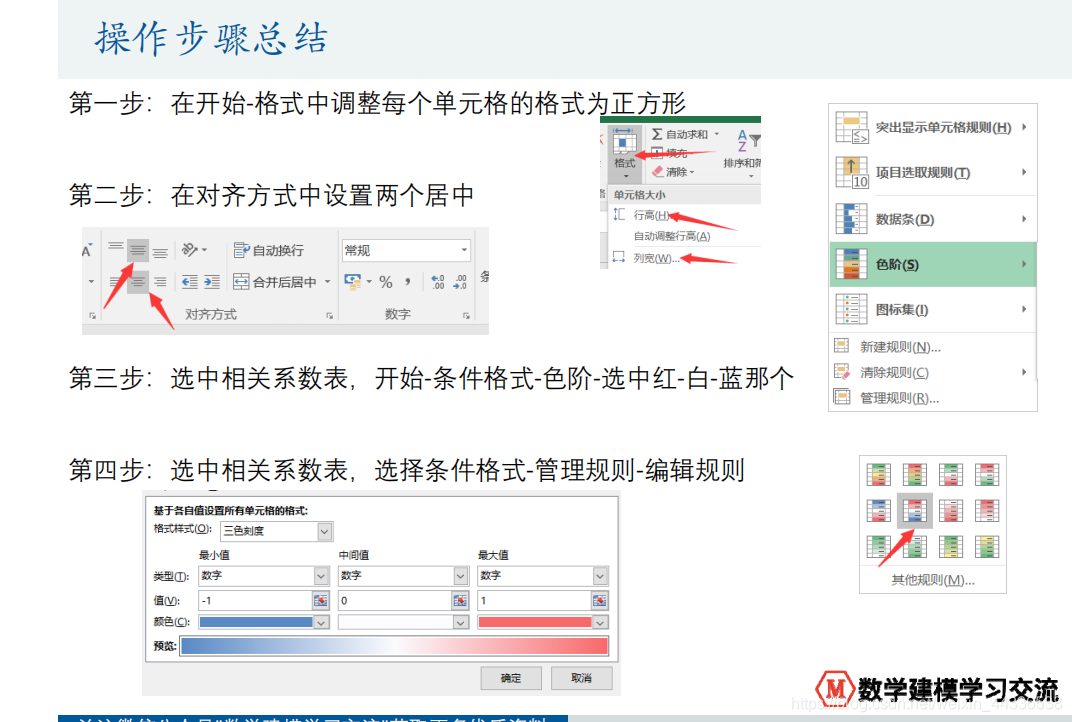 操作步骤总结
第一步：在开始-格式中调整每个单元格的格式为正方形
格式
自动求和
填充
清除
排序和筛
单元格大小
行高(H)
自动调整行高(A)
列宽(W)...
第二步：在对齐方式中设置两个居中
自动换行
常规
合并后居中
% ,
.00
.00
对齐方式
数字
条
第三步：选中相关系数表，开始-条件格式-色阶-选中红-白-蓝那个
第四步：选中相关系数表，选择条件格式-管理规则-编辑规则
基于各自值设置所有单元格的格式:
格式样式(O): 三色刻度
最小值 中间值 最大值
类型(T): 数字 数字 数字
值(V): -1 0 1
颜色(C):
预览:
确定 取消
突出显示单元格规则(H)
10
项目选取规则(T)
数据条(D)
色阶(S)
图标集(I)
新建规则(N)...
清除规则(C)
管理规则(R)...
其他规则(M)...
M 数学建模学习交流